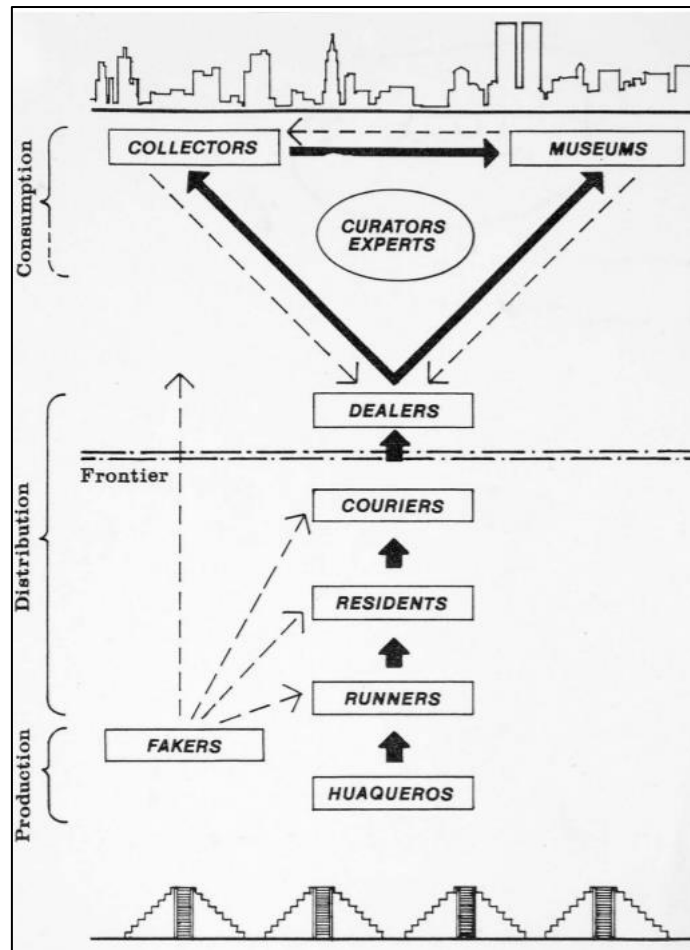 COLLECTORS
MUSEUMS
CURATORS
EXPERTS
Consumption
DEALERS
Frontier
COURIERS
Distribution
RESIDENTS
RUNNERS
FAKERS
Production
HUAQUEROS